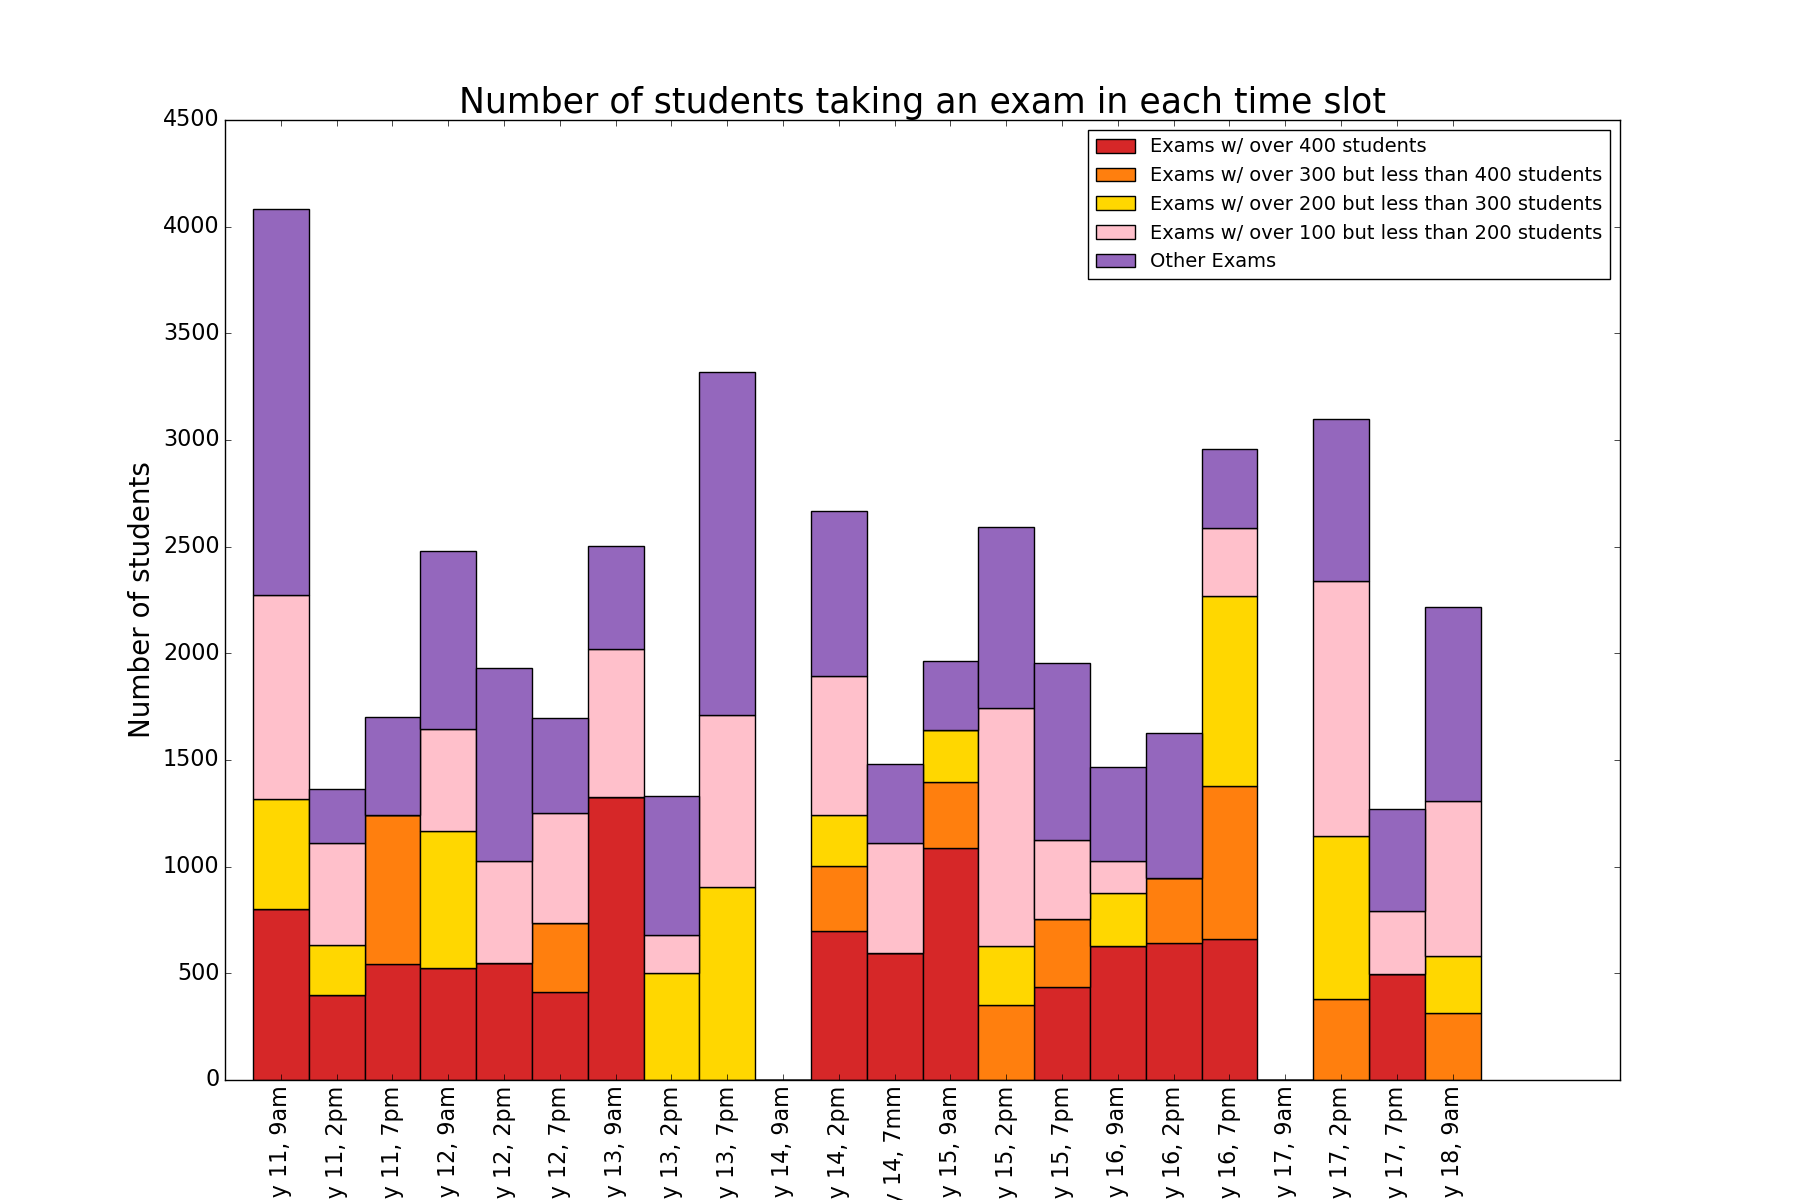 Number of students taking an exam in each time slot
Exams w/ over 400 students
Exams w/ over 300 but less than 400 students
Exams w/ over 200 but less than 300 students
Exams w/ over 100 but less than 200 students
Other Exams
Number of students
4500
4000
3500
3000
2500
2000
1500
1000
500
0
y 11, 9am
y 11, 2pm
y 11, 7pm
y 12, 9am
y 12, 2pm
y 12, 7pm
y 13, 9am
y 13, 2pm
y 13, 7pm
y 14, 9am
y 14, 2pm
y 14, 7mm
y 15, 9am
y 15, 2pm
y 15, 7pm
y 16, 9am
y 16, 2pm
y 16, 7pm
y 17, 9am
y 17, 2pm
y 17, 7pm
y 18, 9am